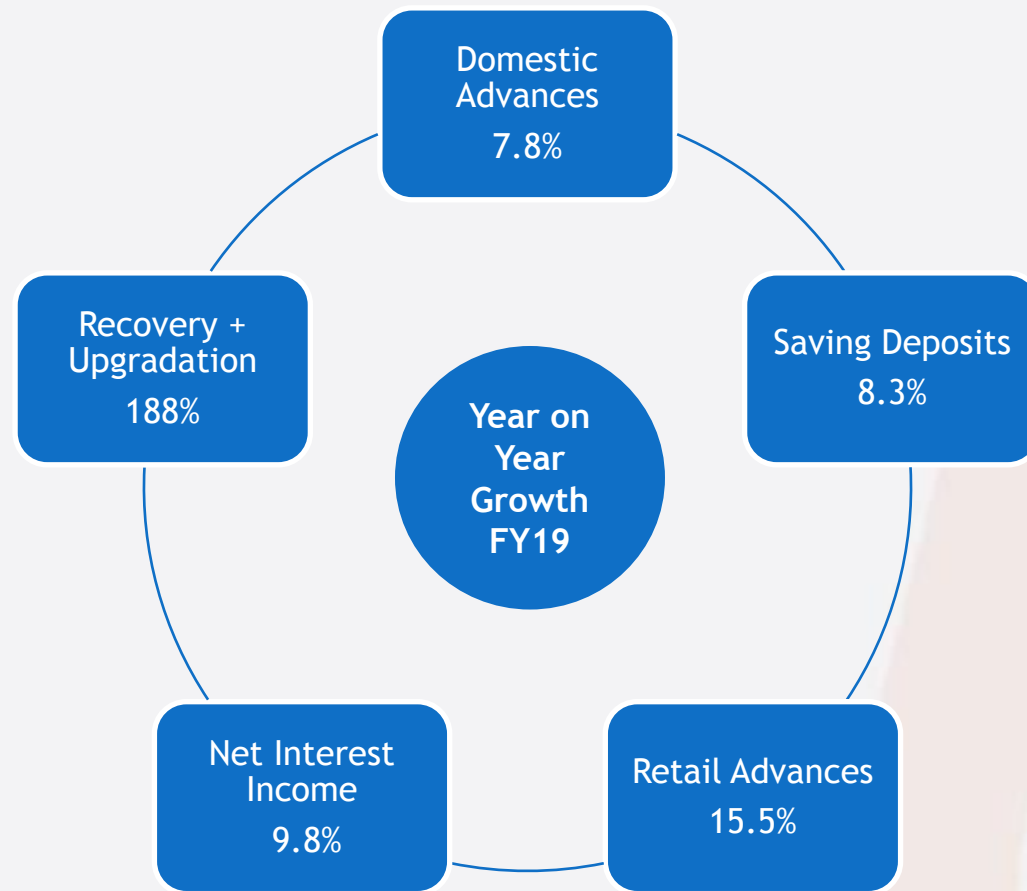 Domestic
Advances
7.8%
Recovery +
Upgradation
188%
Saving Deposits
8.3%
Year on
Year
Growth
FY19
Net Interest
Income
9.8%
Retail Advances
15.5%